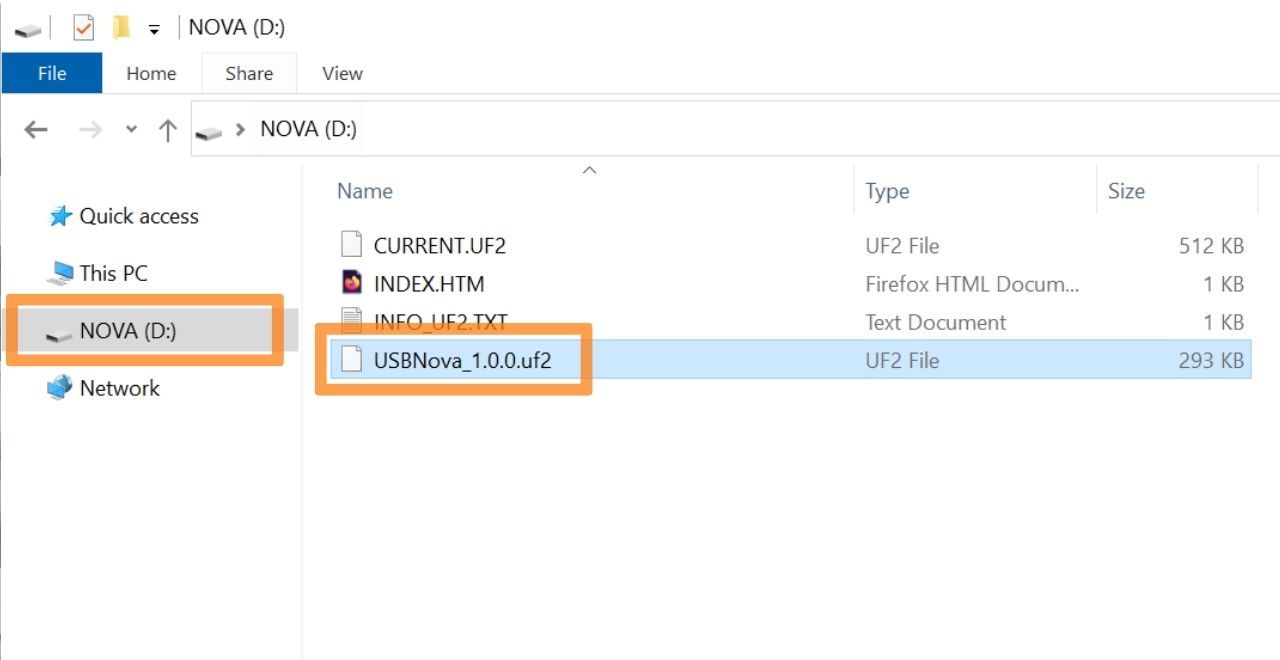 NOVA (D:)
File Home Share View
NOVA (D:)
Name Type Size
Quick access
This PC
NOVA (D:)
Network
CURRENT.UF2 UF2 File 512 KB
INDEX.HTM Firefox HTML Docum... 1 KB
INFO_UF2.TXT Text Document 1 KB
USBNova_1.0.0.uf2 UF2 File 293 KB